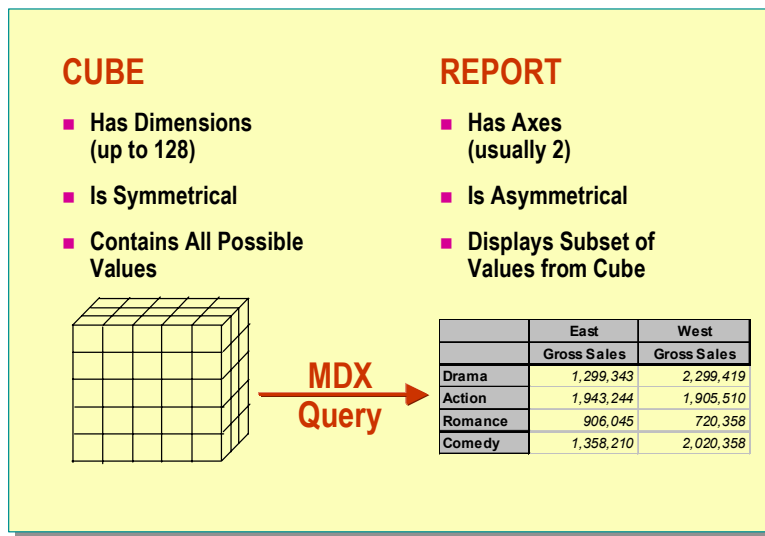 CUBE
Has Dimensions
(up to 128)
Is Symmetrical
Contains All Possible
Values
REPORT
Has Axes
(usually 2)
Is Asymmetrical
Displays Subset of
Values from Cube
MDX
Query
East West
Gross Sales Gross Sales
Drama 1,299,343 2,299,419
Action 1,943,244 1,905,510
Romance 906,045 720,358
Comedy 1,358,210 2,020,358